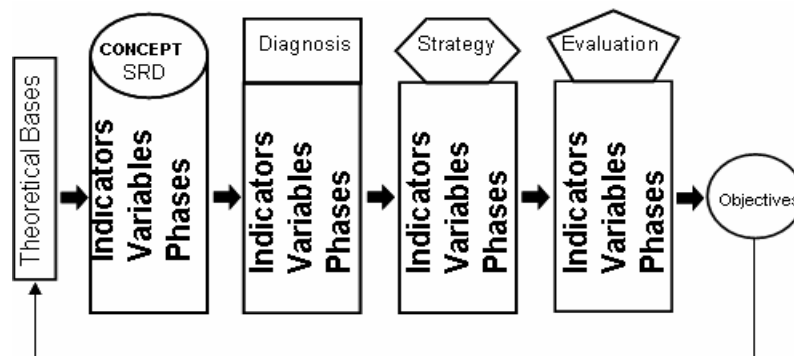 Theoretical Bases
CONCEPT
SRD
Indicators
Variables
Phases
Diagnosis
Indicators
Variables
Phases
Strategy
Indicators
Variables
Phases
Evaluation
Indicators
Variables
Phases
Objectives